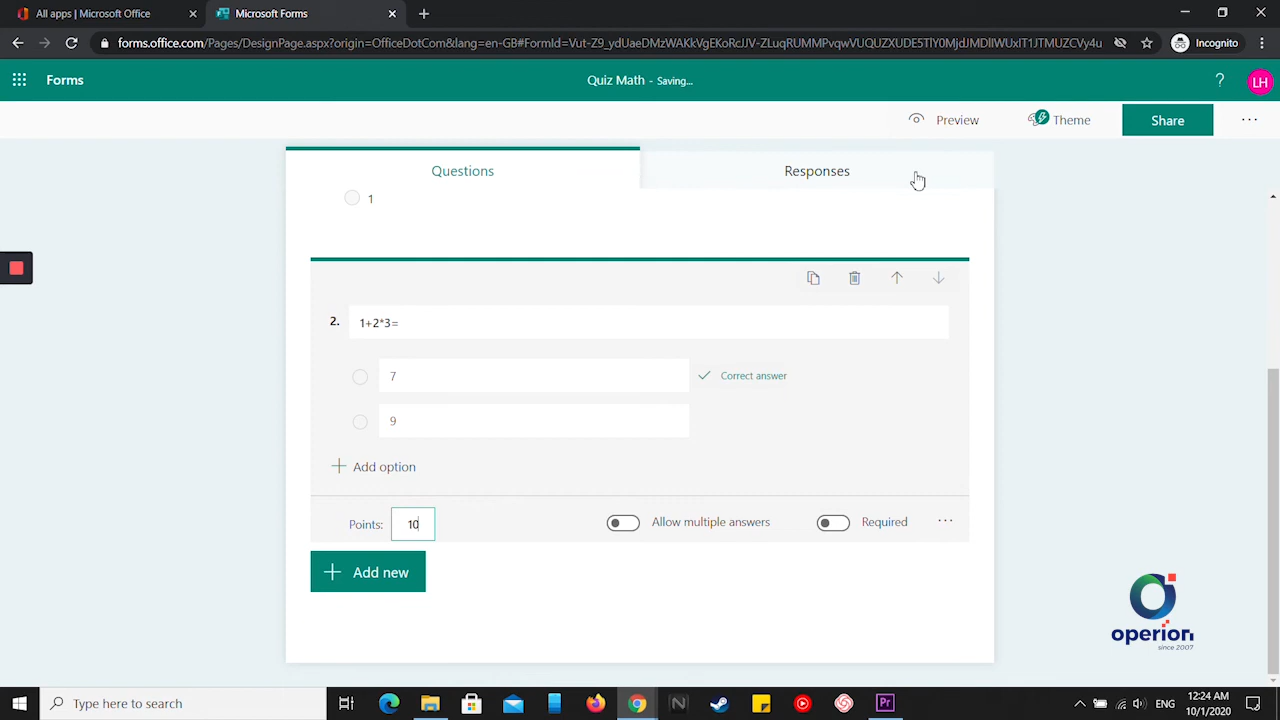 All apps | Microsoft Office
Microsoft Forms
forms.office.com/Pages/DesignPage.aspx?origin=OfficeDotCom&lang=en-GB#FormId=Vut-Z9_ydUaeDMzWAKkVgEKoRcJJV-ZLuqRUMMPvqwVUQUZXUDE5TlY0MjdJMDllWUxIT1JTMUZCVy4u
Incognito
Forms
Quiz Math - Saving...
?
LH
Preview
Theme
Share
...
Questions
Responses
1
2.
1+2*3=
7
Correct answer
9
Add option
Points:
10
Allow multiple answers
Required
...
Add new
operion
since 2007
Type here to search
N
Pr
ENG
12:24 AM
10/1/2020